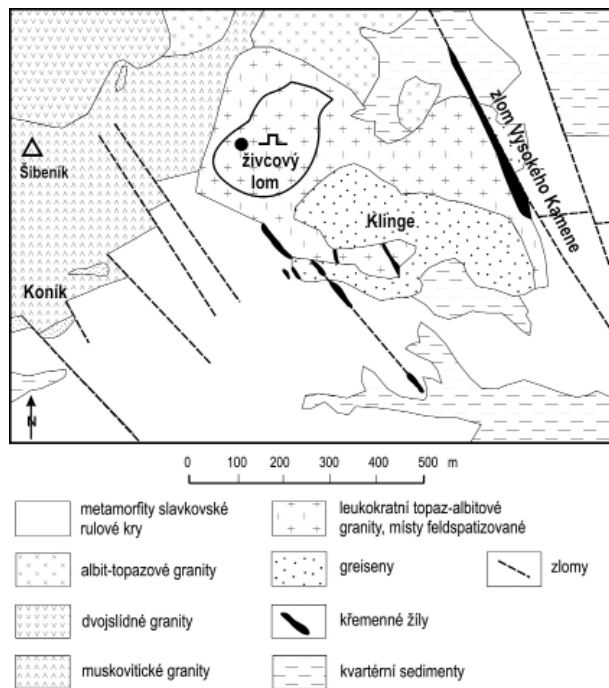 zlom Vysokého Kamene
Šibeník
živcový
lom
Klinge
Koník
N
0 100 200 300 400 500 m
metamorfity slavkovské
rulové kry
leukokratní topaz-albitové
granity, místy feldspatizované
albit-topazové granity
greiseny
zlomy
dvojslídné granity
křemenné žíly
muskovitické granity
kvartérní sedimenty